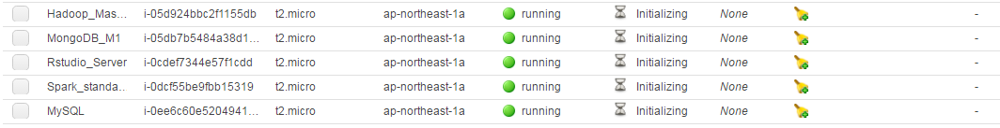 Hadoop_Mas... i-05d924bbc2f1155db t2.micro ap-northeast-1a running Initializing None -
MongoDB_M1 i-05db7b5484a38d1... t2.micro ap-northeast-1a running Initializing None -
Rstudio_Server i-0cdef7344e57f1cdd t2.micro ap-northeast-1a running Initializing None -
Spark_standa... i-0dcf55be9fbb15319 t2.micro ap-northeast-1a running Initializing None -
MySQL i-0ee6c60e5204941... t2.micro ap-northeast-1a running Initializing None -